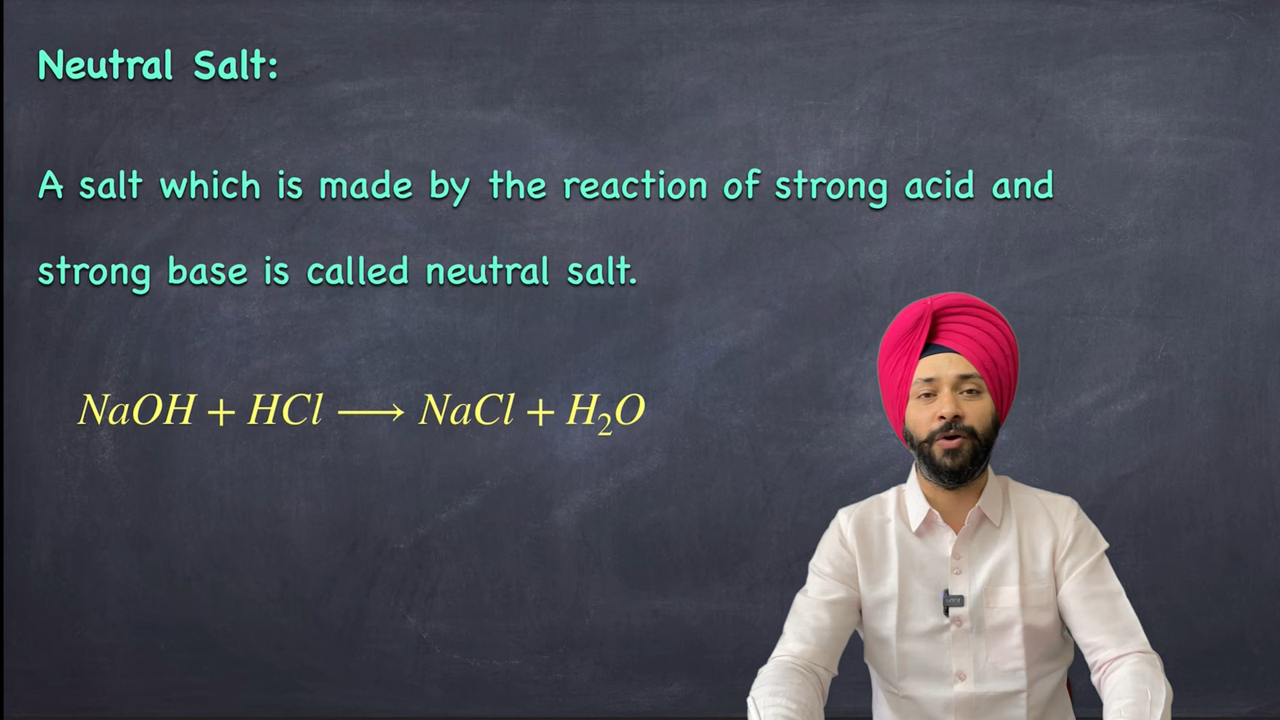 Neutral Salt:
A salt which is made by the reaction of strong acid and
strong base is called neutral salt.
NaOH + HCl ⟶ NaCl + H₂O